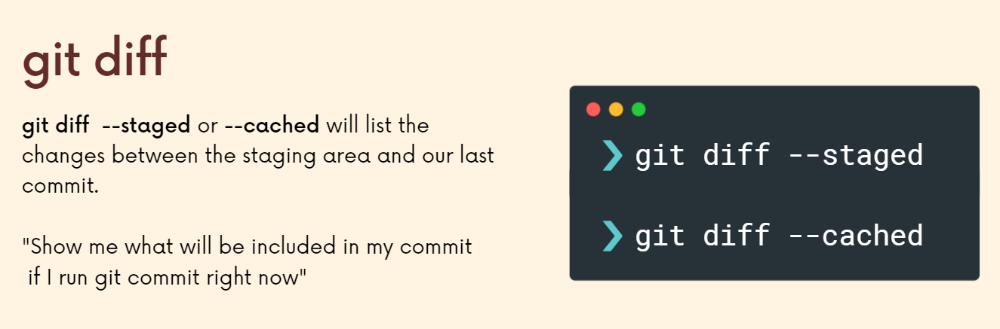 git diff
git diff  --staged or --cached will list the
changes between the staging area and our last
commit.
"Show me what will be included in my commit
if I run git commit right now"
❯ git diff --staged
❯ git diff --cached